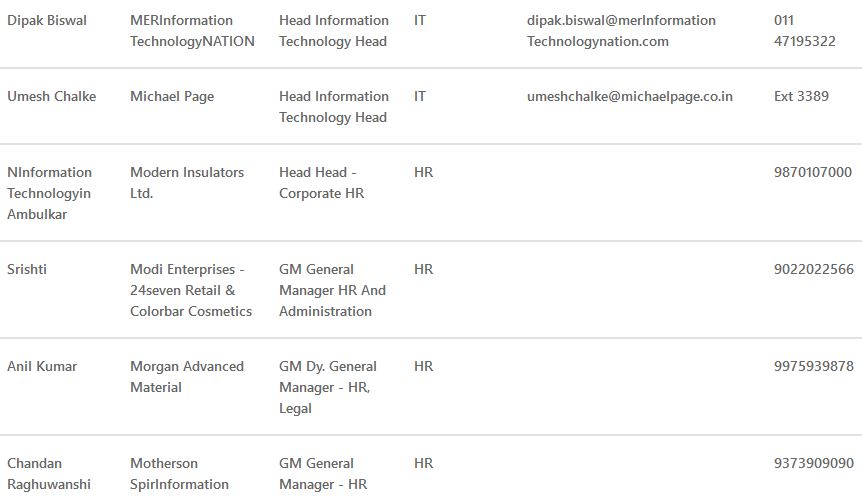 Dipak Biswal MERInformation Head Information IT dipak.biswal@merInformation 011
TechnologyNATION Technology Head Technologynation.com 47195322
Umesh Chalke Michael Page Head Information IT umeshchalke@michaelpage.co.in Ext 3389
Technology Head
NInformation Modern Insulators Head Head - HR 9870107000
Technologyin Ltd. Corporate HR
Ambulkar
Srishti Modi Enterprises - GM General HR 9022022566
24seven Retail & Manager HR And
Colorbar Cosmetics Administration
Anil Kumar Morgan Advanced GM Dy. General HR 9975939878
Material Manager - HR,
Legal
Chandan Motherson GM General HR 9373909090
Raghuwanshi SpirInformation Manager - HR